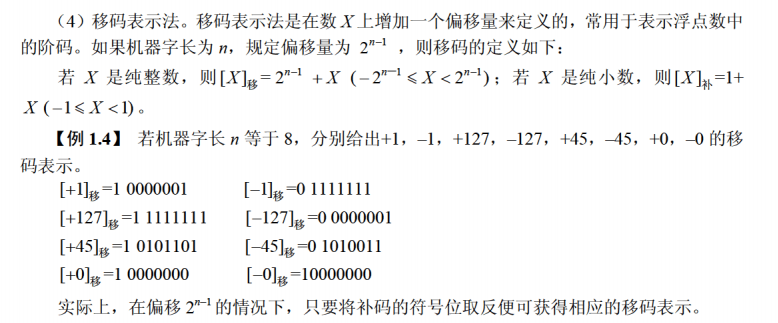 （4）移码表示法。移码表示法是在数 X 上增加一个偏移量来定义的，常用于表示浮点数中
的阶码。如果机器字长为 n，规定偏移量为 2ⁿ⁻¹ ，则移码的定义如下：
若 X 是纯整数，则[X]移= 2ⁿ⁻¹ +X (–2ⁿ⁻¹≤X<2ⁿ⁻¹)；若 X 是纯小数，则[X]补=1+
X (–1≤X<1)。
【例 1.4】 若机器字长 n 等于 8，分别给出+1，–1，+127，–127，+45，–45，+0，–0 的移
码表示。
[+1]移=1 0000001 [–1]移=0 1111111
[+127]移=1 1111111 [–127]移=0 0000001
[+45]移=1 0101101 [–45]移=0 1010011
[+0]移=1 0000000 [–0]移=10000000
实际上，在偏移 2ⁿ⁻¹ 的情况下，只要将补码的符号位取反便可获得相应的移码表示。